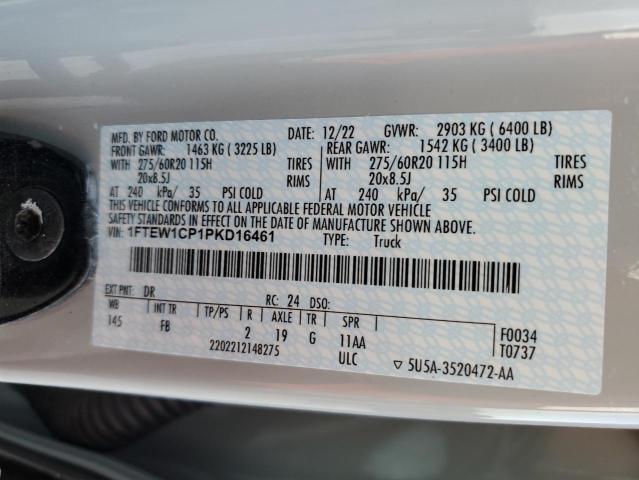 MFD. BY FORD MOTOR CO. DATE: 12/22 GVWR: 2903 KG ( 6400 LB)
FRONT GAWR: 1463 KG ( 3225 LB) REAR GAWR: 1542 KG ( 3400 LB)
WITH 275/60R20 115H TIRES WITH 275/60R20 115H TIRES
20x8.5J RIMS 20x8.5J RIMS
AT 240 kPa/ 35 PSI COLD AT 240 kPa/ 35 PSI COLD
THIS VEHICLE CONFORMS TO ALL APPLICABLE FEDERAL MOTOR VEHICLE
SAFETY STANDARDS IN EFFECT ON THE DATE OF MANUFACTURE SHOWN ABOVE.
VIN: 1FTEW1CP1PKD16461 TYPE: Truck
EXT PNT: DR RC: 24 DSO:
WB INT TR TP/PS R AXLE TR SPR F0034
145 FB 2 19 G 11AA T0737
2202212148275 ULC ▽ 5U5A-3520472-AA